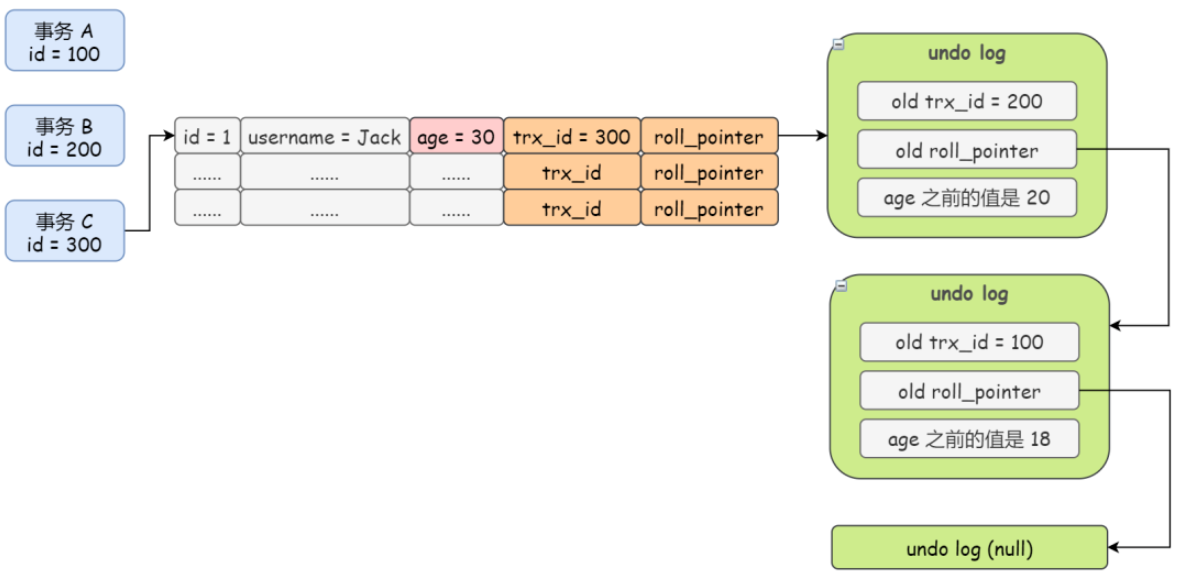 事务 A
id = 100
事务 B
id = 200
事务 C
id = 300
id = 1 username = Jack age = 30 trx_id = 300 roll_pointer
...... ...... ...... trx_id roll_pointer
...... ...... ...... trx_id roll_pointer
undo log
old trx_id = 200
old roll_pointer
age 之前的值是 20
undo log
old trx_id = 100
old roll_pointer
age 之前的值是 18
undo log (null)